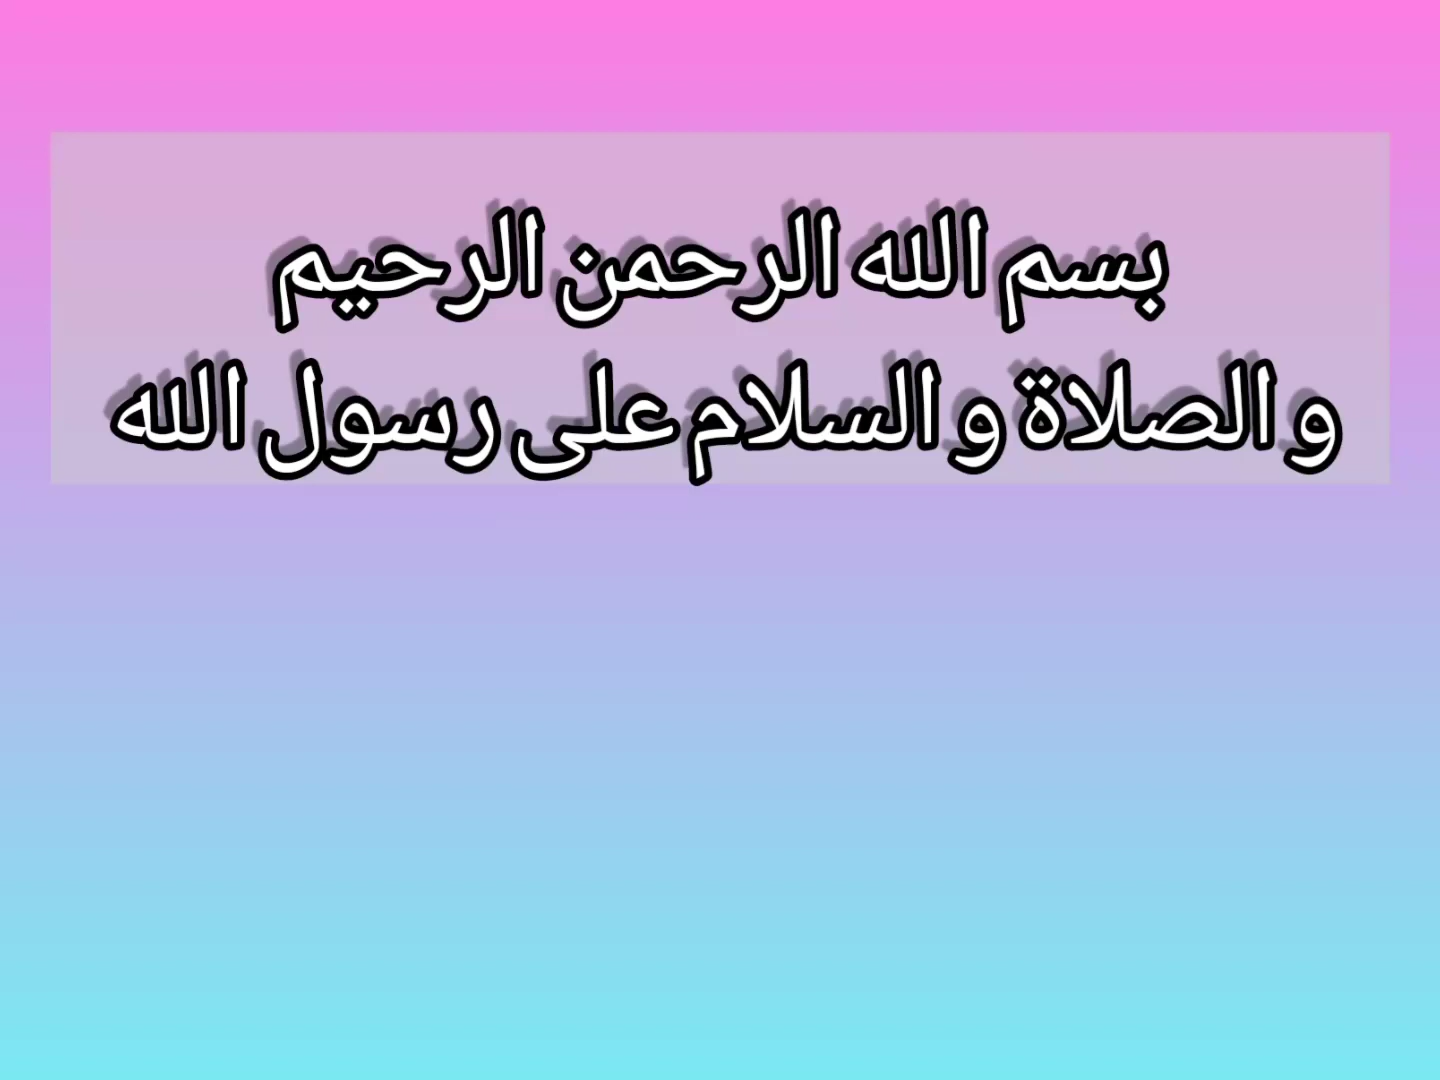 بسم الله الرحمن الرحيم
و الصلاة و السلام على رسول الله